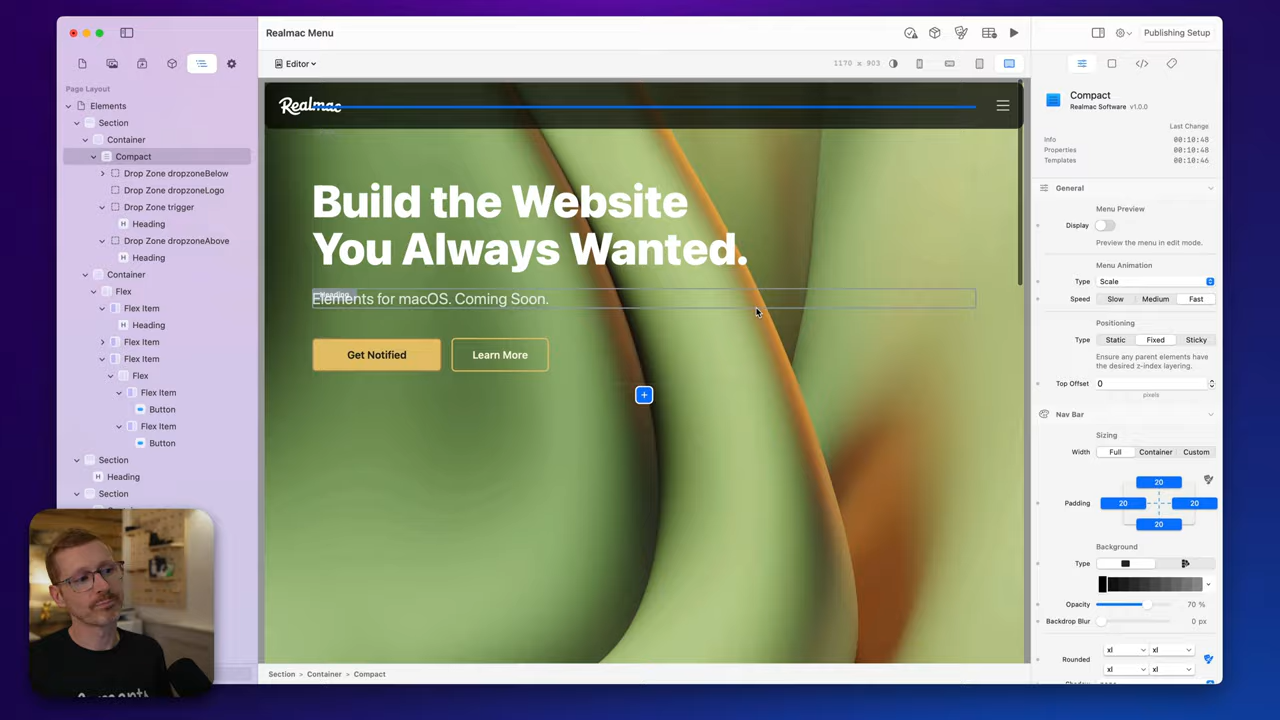 Realmac Menu
Publishing Setup
Editor
1170 x 903
Page Layout
Elements
Section
Container
Compact
Drop Zone dropzoneBelow
Drop Zone dropzoneLogo
Drop Zone trigger
Heading
Drop Zone dropzoneAbove
Heading
Container
Flex
Flex Item
Heading
Flex Item
Flex Item
Flex
Flex Item
Button
Flex Item
Button
Section
Heading
Section
Realmac
Build the Website
You Always Wanted.
Heading
Elements for macOS. Coming Soon.
Get Notified
Learn More
+
Section > Container > Compact
Compact
Realmac Software v1.0.0
Last Change
Info 00:10:48
Properties 00:10:48
Templates 00:10:46
General
Menu Preview
Display
Preview the menu in edit mode.
Menu Animation
Type Scale
Speed Slow Medium Fast
Positioning
Type Static Fixed Sticky
Ensure any parent elements have
the desired z-index layering.
Top Offset 0
pixels
Nav Bar
Sizing
Width Full Container Custom
20
Padding 20 20
20
Background
Type
Opacity 70 %
Backdrop Blur 0 px
xl xl
Rounded
xl xl